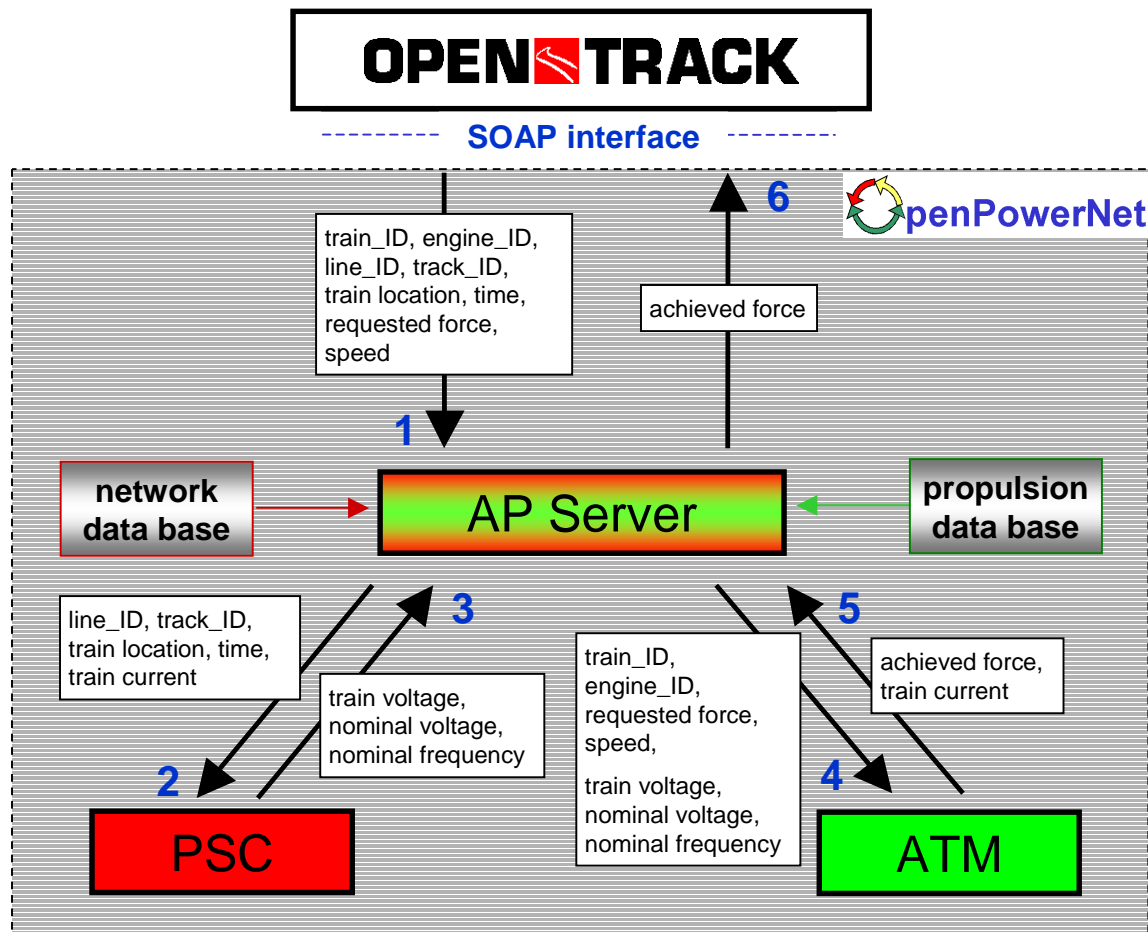 OPEN TRACK
SOAP interface
6
penPowerNet
train_ID, engine_ID,
line_ID, track_ID,
train location, time,
requested force,
speed
achieved force
1
network
data base
AP Server
propulsion
data base
line_ID, track_ID,
train location, time,
train current
3
train voltage,
nominal voltage,
nominal frequency
2
PSC
train_ID,
engine_ID,
requested force,
speed,
train voltage,
nominal voltage,
nominal frequency
5
achieved force,
train current
4
ATM